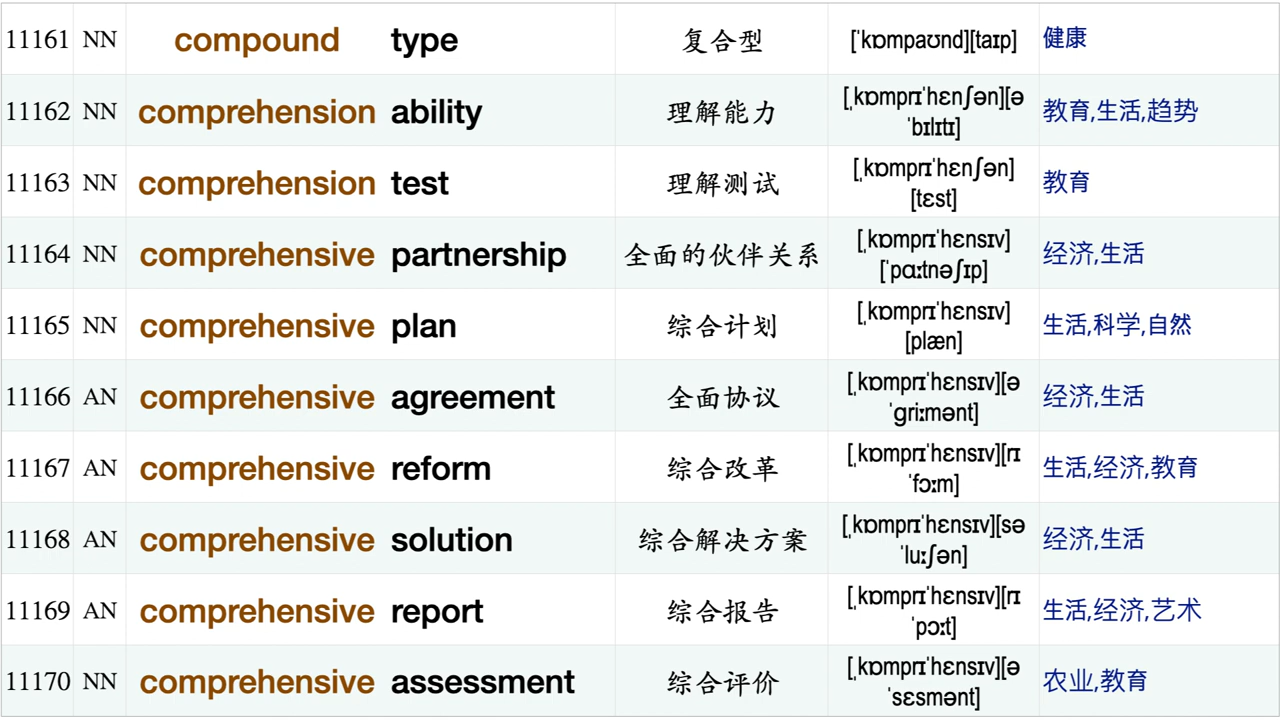 11161 NN compound type 复合型 [ˈkɒmpaʊnd][taɪp] 健康
11162 NN comprehension ability 理解能力 [ˌkɒmprɪˈhɛnʃən][ə
ˈbɪlɪtɪ] 教育,生活,趋势
11163 NN comprehension test 理解测试 [ˌkɒmprɪˈhɛnʃən]
[tɛst] 教育
11164 NN comprehensive partnership 全面的伙伴关系 [ˌkɒmprɪˈhɛnsɪv]
[ˈpɑːtnəʃɪp] 经济,生活
11165 NN comprehensive plan 综合计划 [ˌkɒmprɪˈhɛnsɪv]
[plæn] 生活,科学,自然
11166 AN comprehensive agreement 全面协议 [ˌkɒmprɪˈhɛnsɪv][ə
ˈɡriːmənt] 经济,生活
11167 AN comprehensive reform 综合改革 [ˌkɒmprɪˈhɛnsɪv][rɪ
ˈfɔːm] 生活,经济,教育
11168 AN comprehensive solution 综合解决方案 [ˌkɒmprɪˈhɛnsɪv][sə
ˈluːʃən] 经济,生活
11169 AN comprehensive report 综合报告 [ˌkɒmprɪˈhɛnsɪv][rɪ
ˈpɔːt] 生活,经济,艺术
11170 NN comprehensive assessment 综合评价 [ˌkɒmprɪˈhɛnsɪv][ə
ˈsɛsmənt] 农业,教育